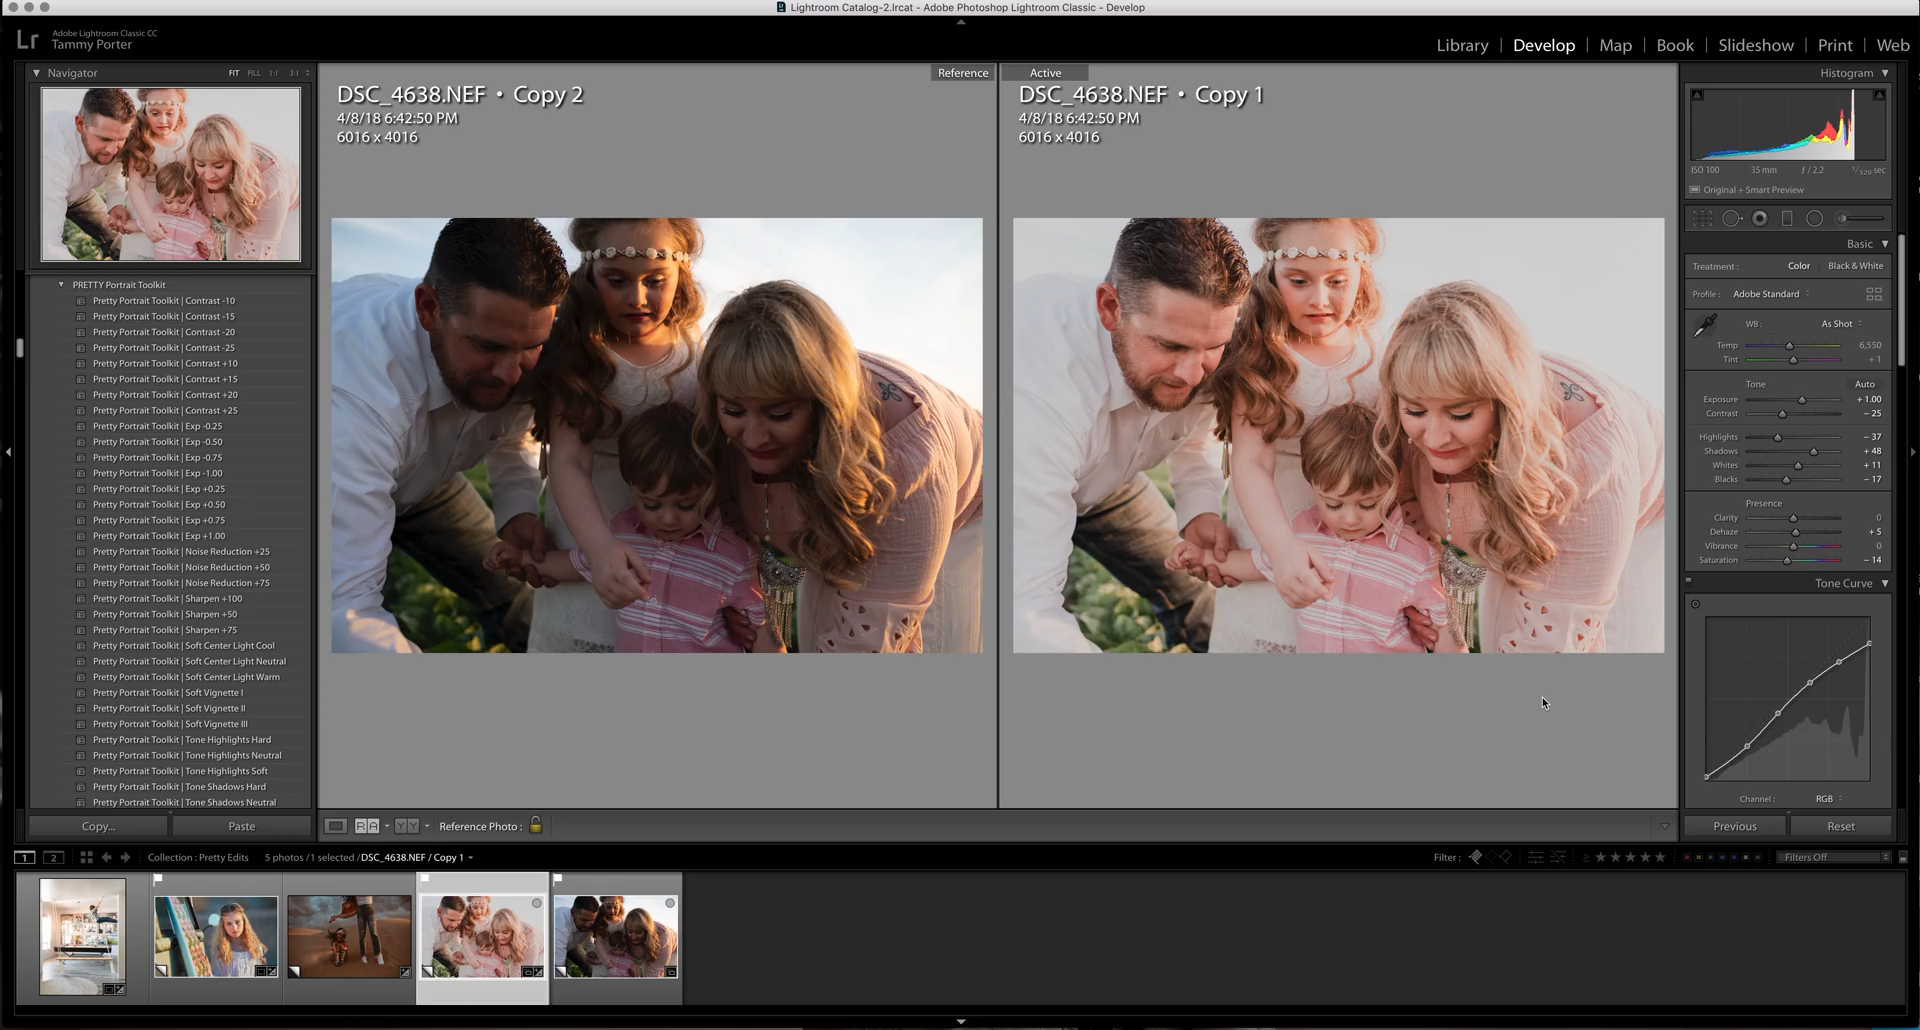 Lightroom Catalog-2.lrcat - Adobe Photoshop Lightroom Classic - Develop
Lr
Adobe Lightroom Classic CC
Tammy Porter
Library | Develop | Map | Book | Slideshow | Print | Web
Navigator FIT FILL 1:1 3:1
PRETTY Portrait Toolkit
Pretty Portrait Toolkit | Contrast -10
Pretty Portrait Toolkit | Contrast -15
Pretty Portrait Toolkit | Contrast -20
Pretty Portrait Toolkit | Contrast -25
Pretty Portrait Toolkit | Contrast +10
Pretty Portrait Toolkit | Contrast +15
Pretty Portrait Toolkit | Contrast +20
Pretty Portrait Toolkit | Contrast +25
Pretty Portrait Toolkit | Exp -0.25
Pretty Portrait Toolkit | Exp -0.50
Pretty Portrait Toolkit | Exp -0.75
Pretty Portrait Toolkit | Exp -1.00
Pretty Portrait Toolkit | Exp +0.25
Pretty Portrait Toolkit | Exp +0.50
Pretty Portrait Toolkit | Exp +0.75
Pretty Portrait Toolkit | Exp +1.00
Pretty Portrait Toolkit | Noise Reduction +25
Pretty Portrait Toolkit | Noise Reduction +50
Pretty Portrait Toolkit | Noise Reduction +75
Pretty Portrait Toolkit | Sharpen +100
Pretty Portrait Toolkit | Sharpen +50
Pretty Portrait Toolkit | Sharpen +75
Pretty Portrait Toolkit | Soft Center Light Cool
Pretty Portrait Toolkit | Soft Center Light Neutral
Pretty Portrait Toolkit | Soft Center Light Warm
Pretty Portrait Toolkit | Soft Vignette I
Pretty Portrait Toolkit | Soft Vignette II
Pretty Portrait Toolkit | Soft Vignette III
Pretty Portrait Toolkit | Tone Highlights Hard
Pretty Portrait Toolkit | Tone Highlights Neutral
Pretty Portrait Toolkit | Tone Highlights Soft
Pretty Portrait Toolkit | Tone Shadows Hard
Pretty Portrait Toolkit | Tone Shadows Neutral
Copy... Paste
Reference
DSC_4638.NEF • Copy 2
4/8/18 6:42:50 PM
6016 x 4016
Active
DSC_4638.NEF • Copy 1
4/8/18 6:42:50 PM
6016 x 4016
R A Y Y Reference Photo :
Histogram
ISO 100 35 mm ƒ / 2.2 1/320 sec
Original + Smart Preview
Basic
Treatment : Color Black & White
Profile : Adobe Standard
WB : As Shot
Temp 6,550
Tint + 1
Tone Auto
Exposure + 1.00
Contrast − 25
Highlights − 37
Shadows + 48
Whites + 11
Blacks − 17
Presence
Clarity 0
Dehaze + 5
Vibrance 0
Saturation − 14
Tone Curve
Channel : RGB
Previous Reset
1 2 Collection : Pretty Edits 5 photos / 1 selected / DSC_4638.NEF / Copy 1 Filter : ≥ ★★★★★ Filters Off